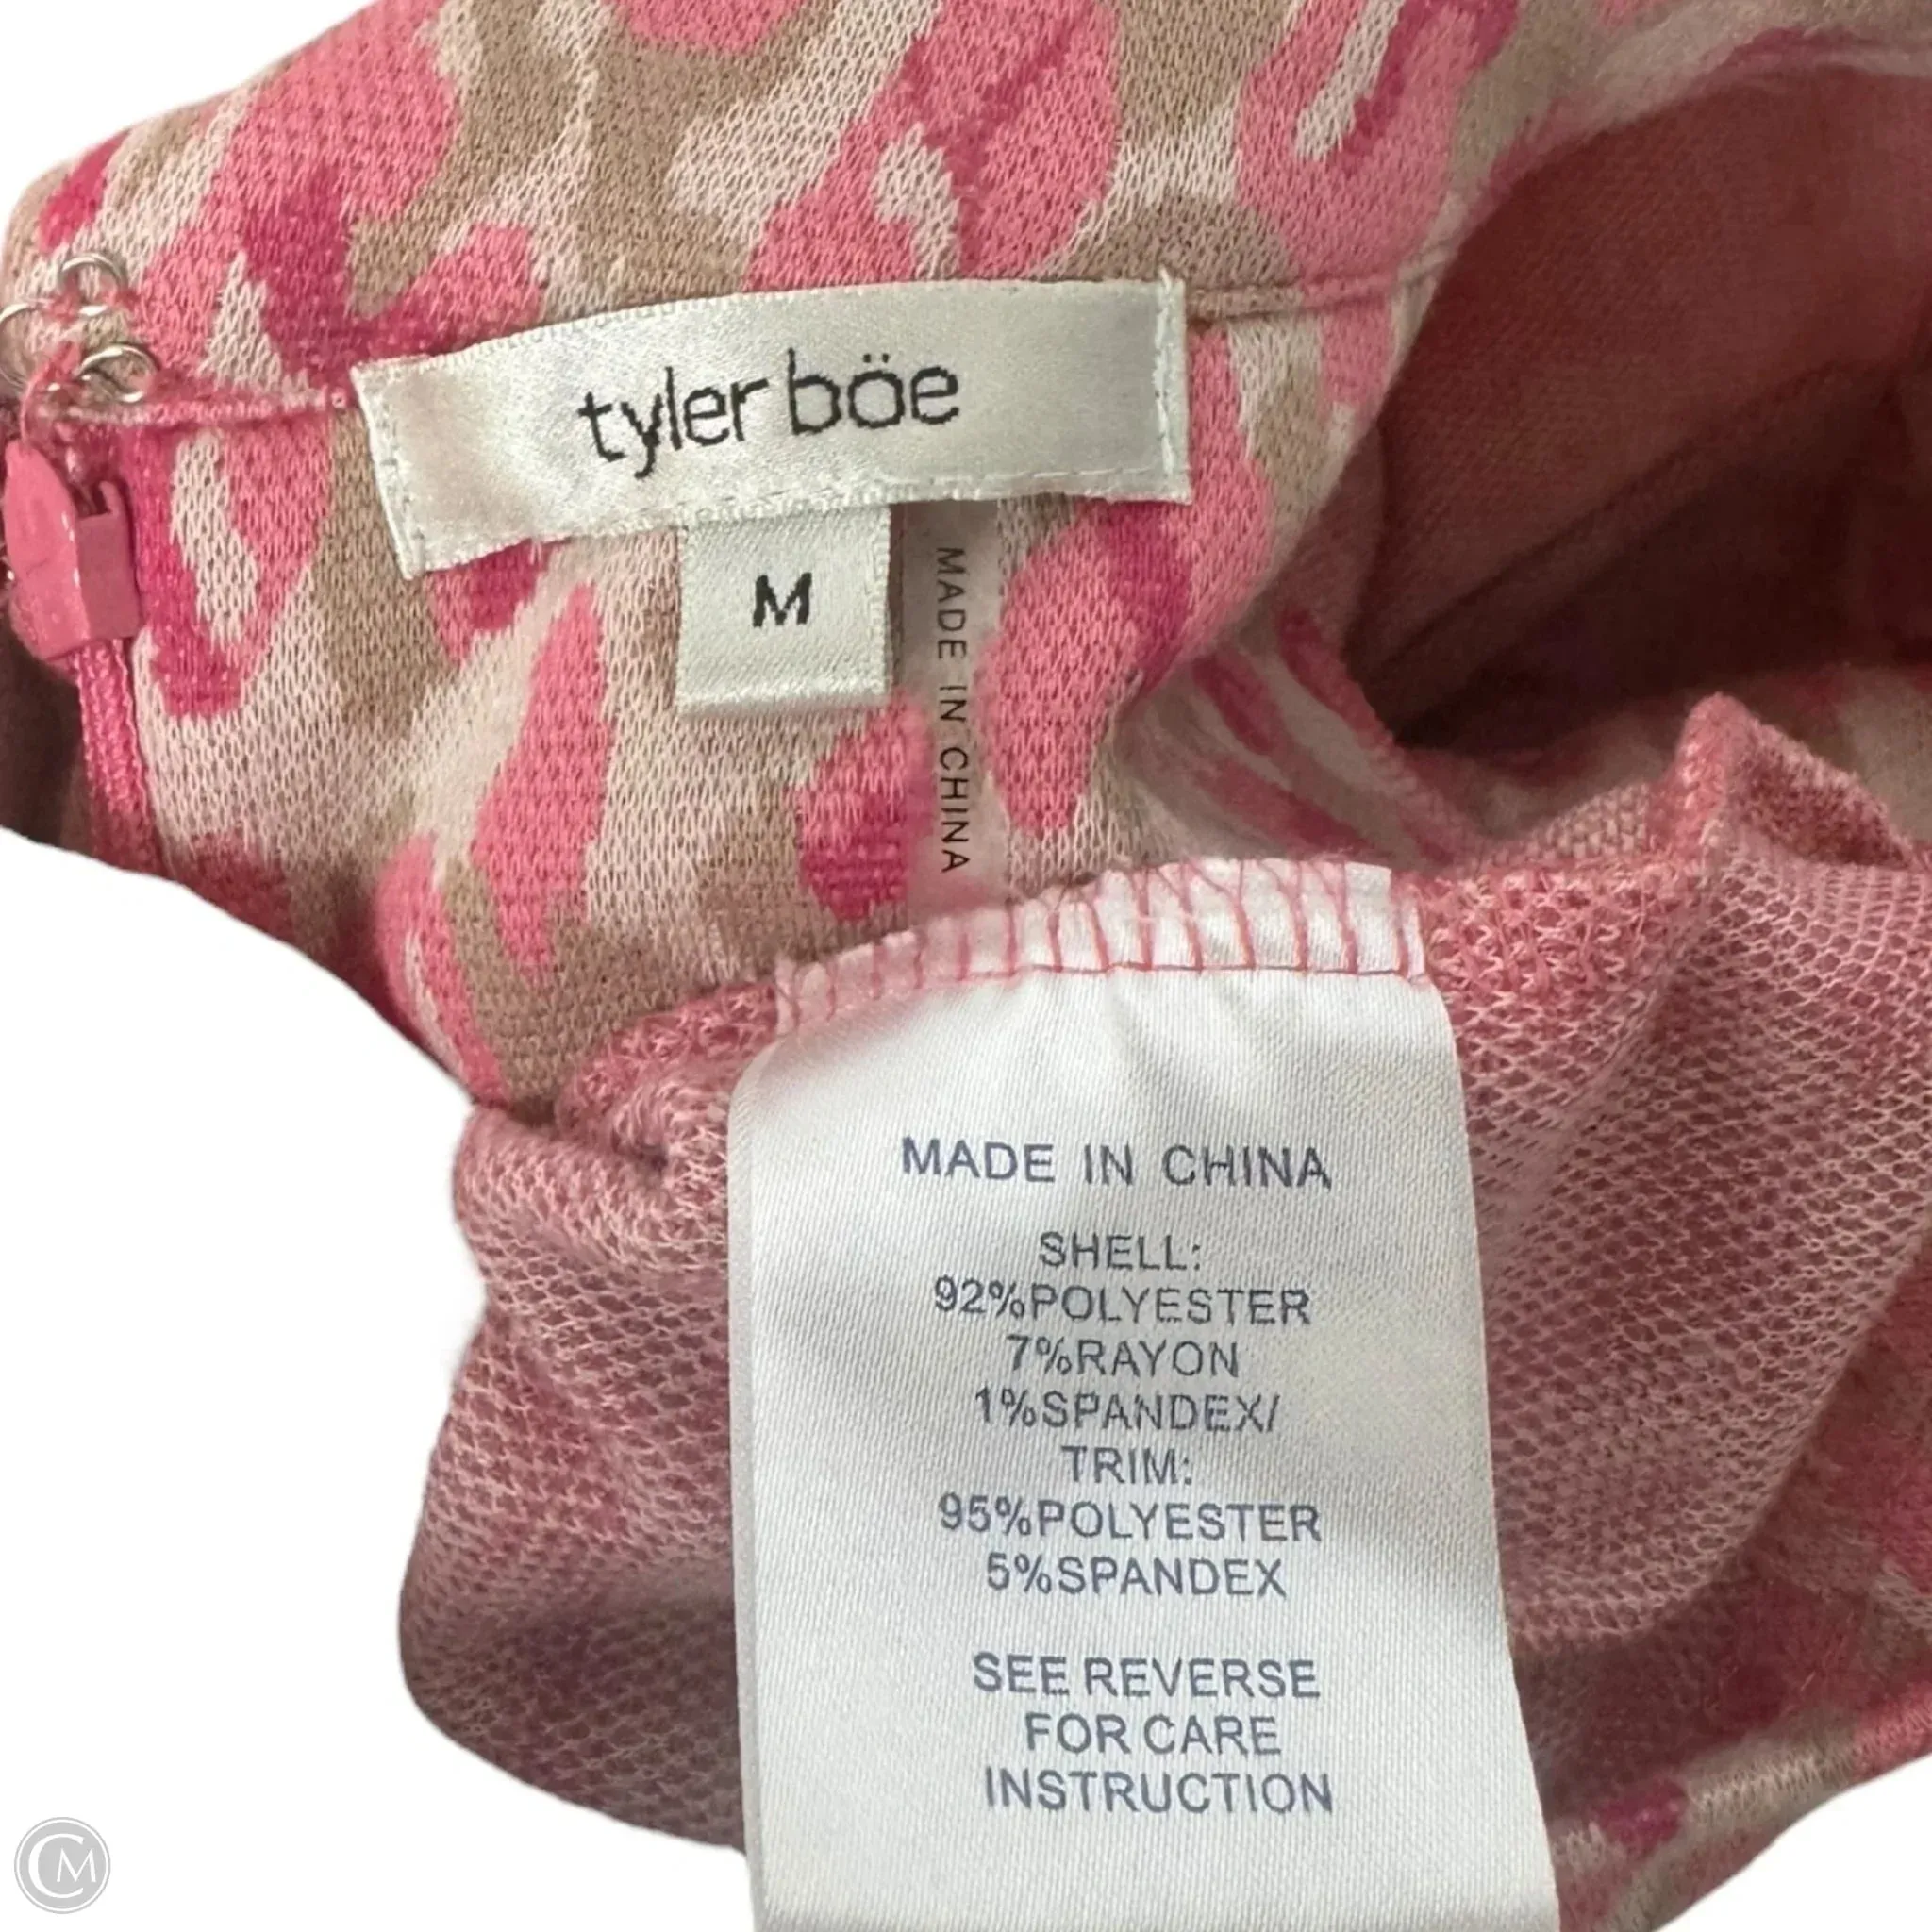 tyler böe
M
MADE IN CHINA
MADE IN CHINA
SHELL:
92%POLYESTER
7%RAYON
1%SPANDEX/
TRIM:
95%POLYESTER
5%SPANDEX
SEE REVERSE
FOR CARE
INSTRUCTION
CM